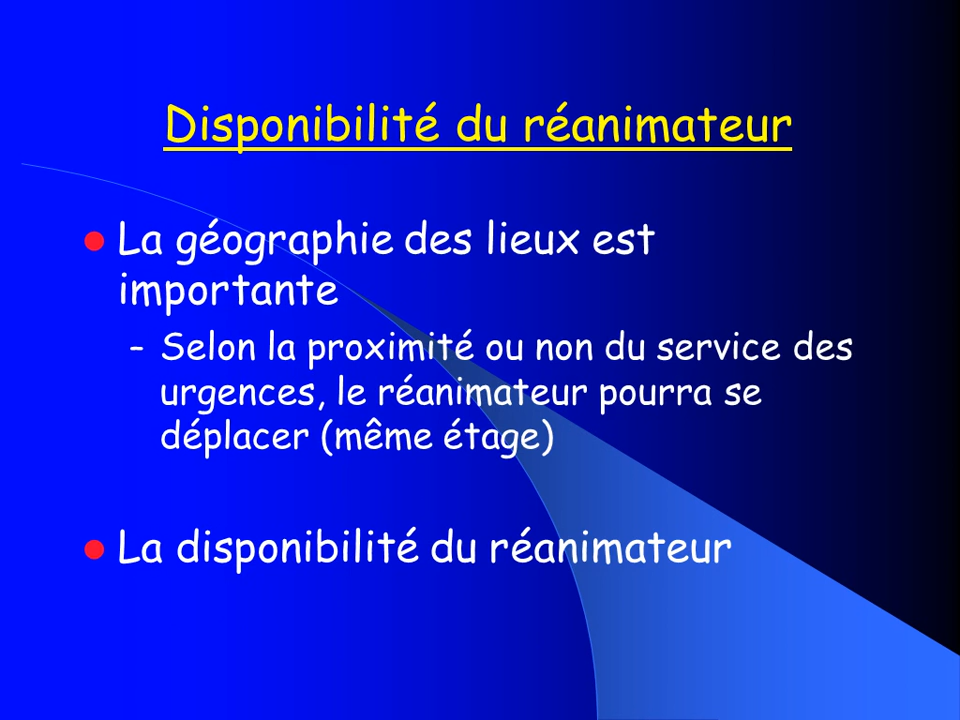 Disponibilité du réanimateur
La géographie des lieux est
importante
– Selon la proximité ou non du service des
urgences, le réanimateur pourra se
déplacer (même étage)
La disponibilité du réanimateur